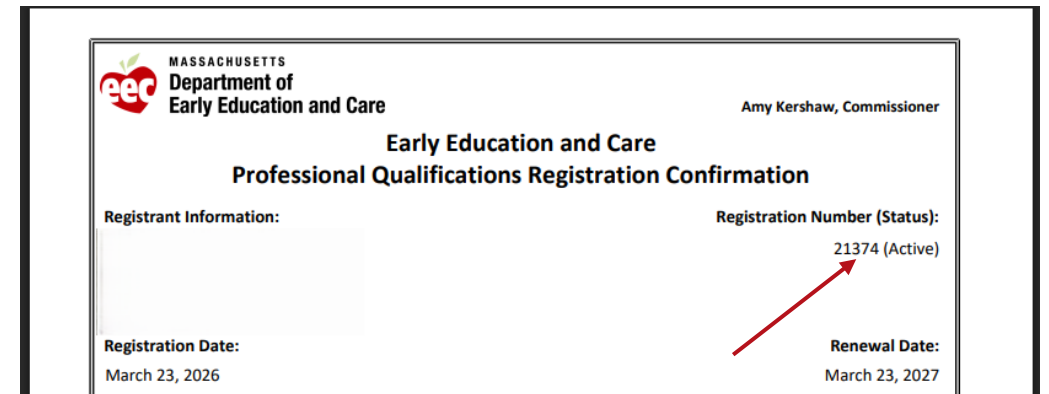 MASSACHUSETTS
eec
Department of
Early Education and Care
Amy Kershaw, Commissioner
Early Education and Care
Professional Qualifications Registration Confirmation
Registrant Information:
Registration Number (Status):
21374 (Active)
Registration Date:
Renewal Date:
March 23, 2026
March 23, 2027